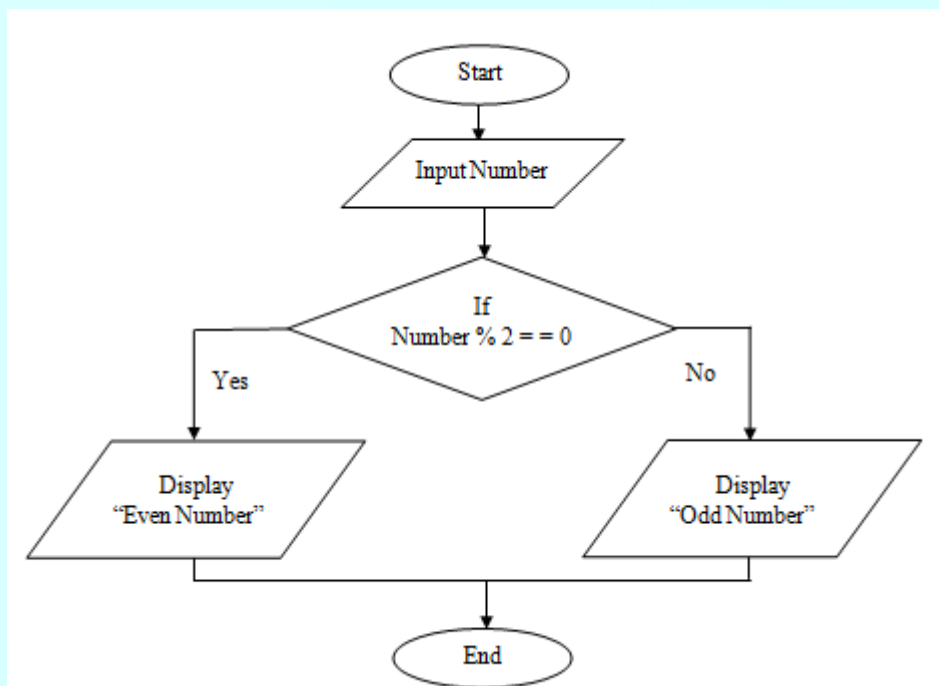 Start
Input Number
If
Number % 2 = = 0
Yes
No
Display
“Even Number”
Display
“Odd Number”
End